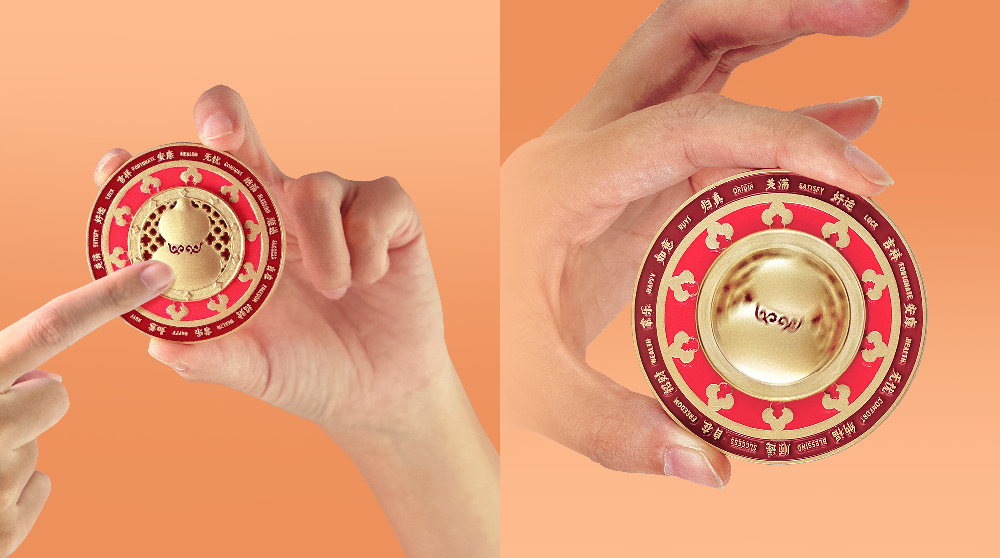 美满
SATISFY
好运
LUCK
吉祥
FORTUNATE
安康
HEALTH
无忧
COMFORT
纳福
BLESSING
顺遂
SUCCESS
自在
FREEDOM
招财
WEALTH
常乐
HAPPY
如意
RUYI
归真
ORIGIN
美满
SATISFY
好运
LUCK
吉祥
FORTUNATE
安康
HEALTH
无忧
COMFORT
纳福
BLESSING
顺遂
SUCCESS
自在
FREEDOM
招财
WEALTH
常乐
HAPPY
如意
RUYI